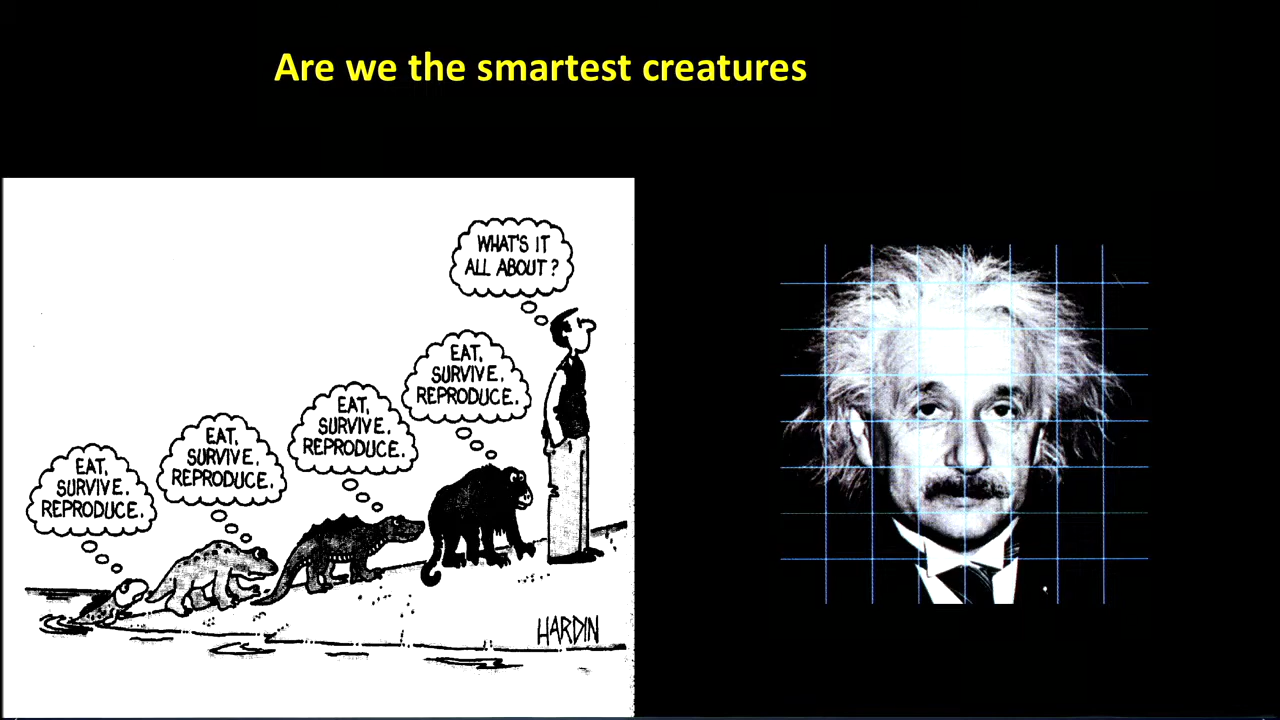 Are we the smartest creatures
WHAT'S IT
ALL ABOUT?
EAT,
SURVIVE,
REPRODUCE.
EAT,
SURVIVE,
REPRODUCE.
EAT,
SURVIVE,
REPRODUCE.
EAT,
SURVIVE,
REPRODUCE.
HARDIN